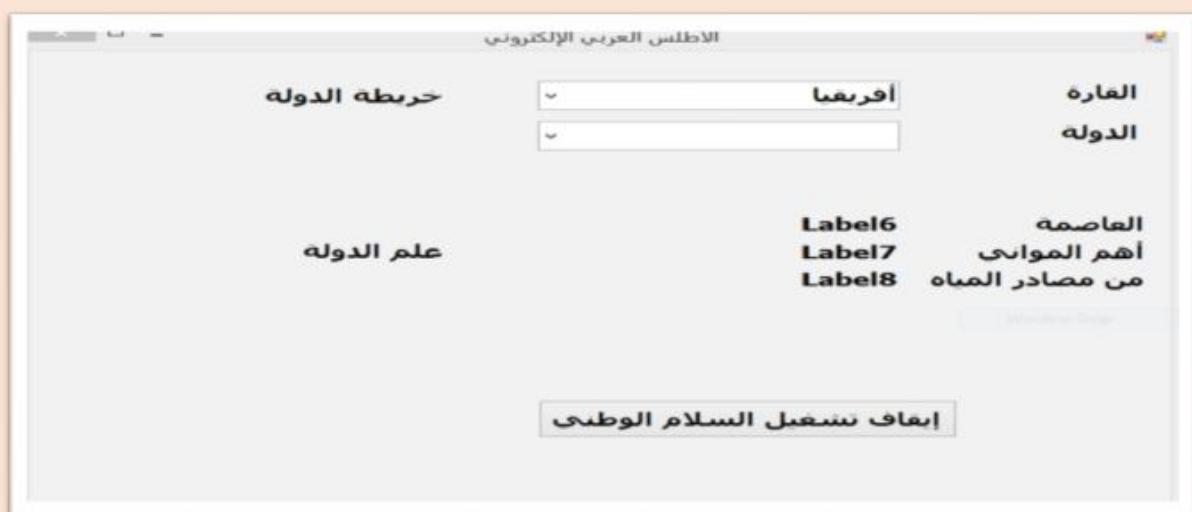 الاطلس العربي الإلكتروني
القارة أفريقيا خريطة الدولة
الدولة
العاصمة Label6
أهم الموانى Label7 علم الدولة
من مصادر المياه Label8
إيقاف تشغيل السلام الوطنى